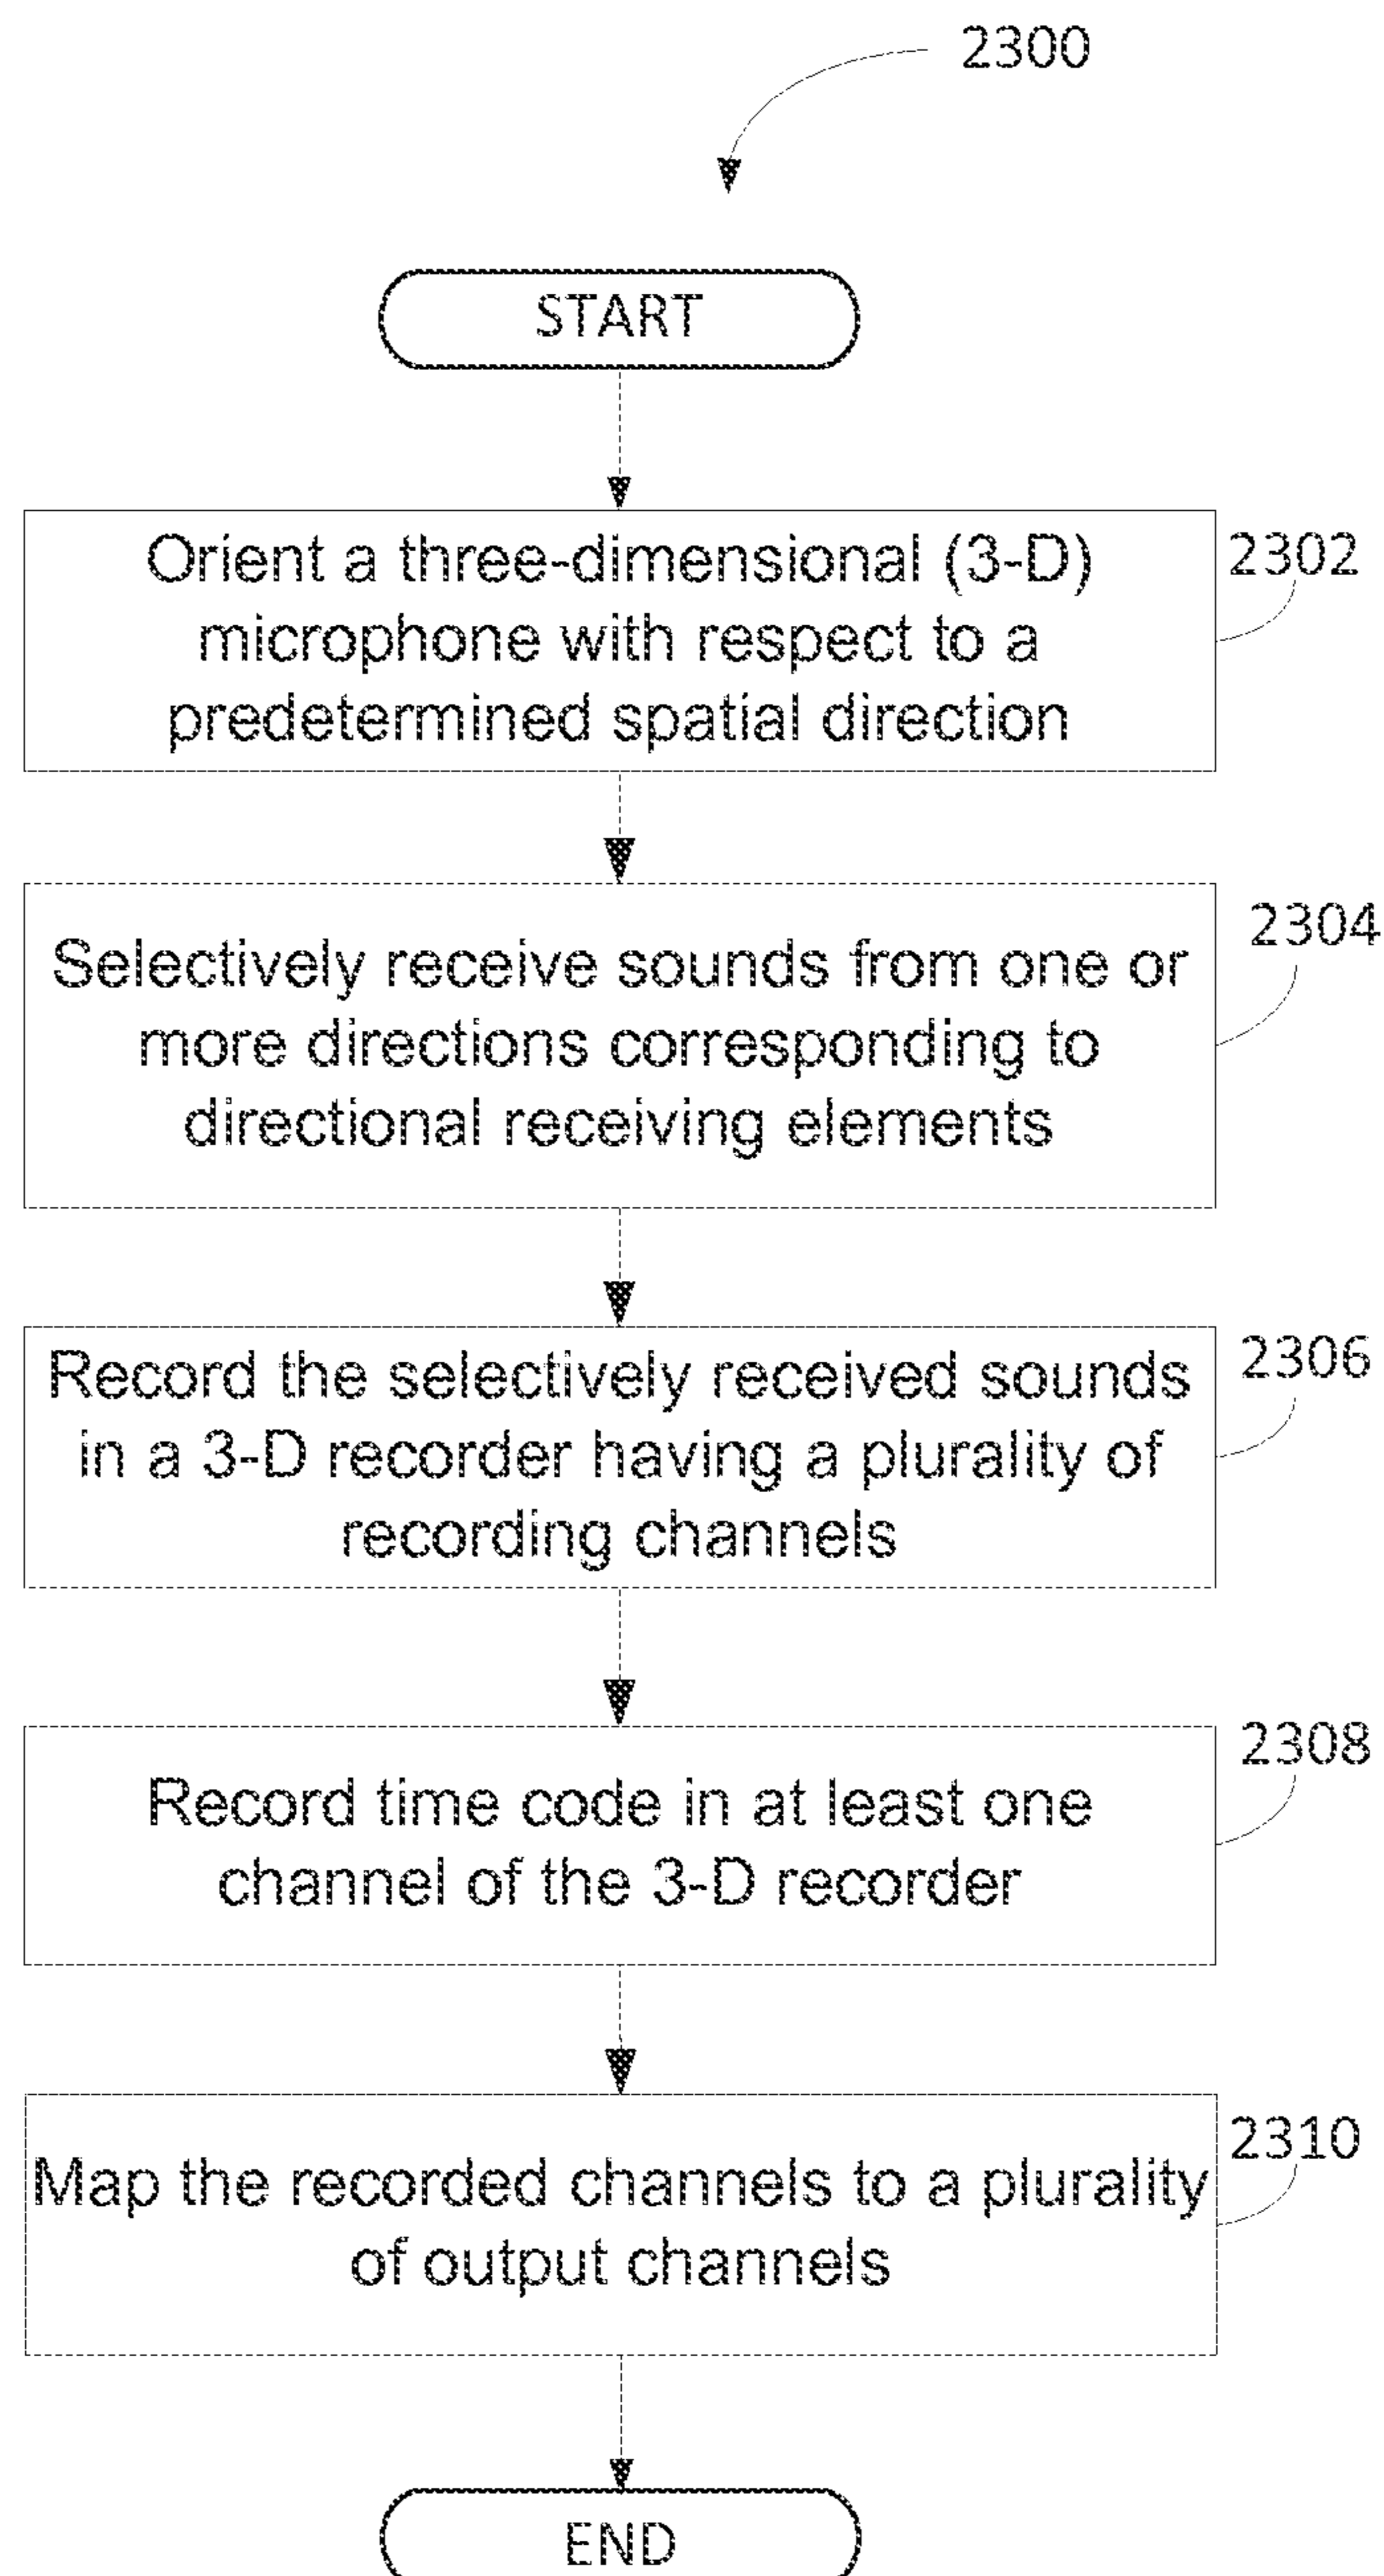 2300
START
Orient a three-dimensional (3-D)
microphone with respect to a
predetermined spatial direction
2302
Selectively receive sounds from one or
more directions corresponding to
directional receiving elements
2304
Record the selectively received sounds
in a 3-D recorder having a plurality of
recording channels
2306
Record time code in at least one
channel of the 3-D recorder
2308
Map the recorded channels to a plurality
of output channels
2310
END